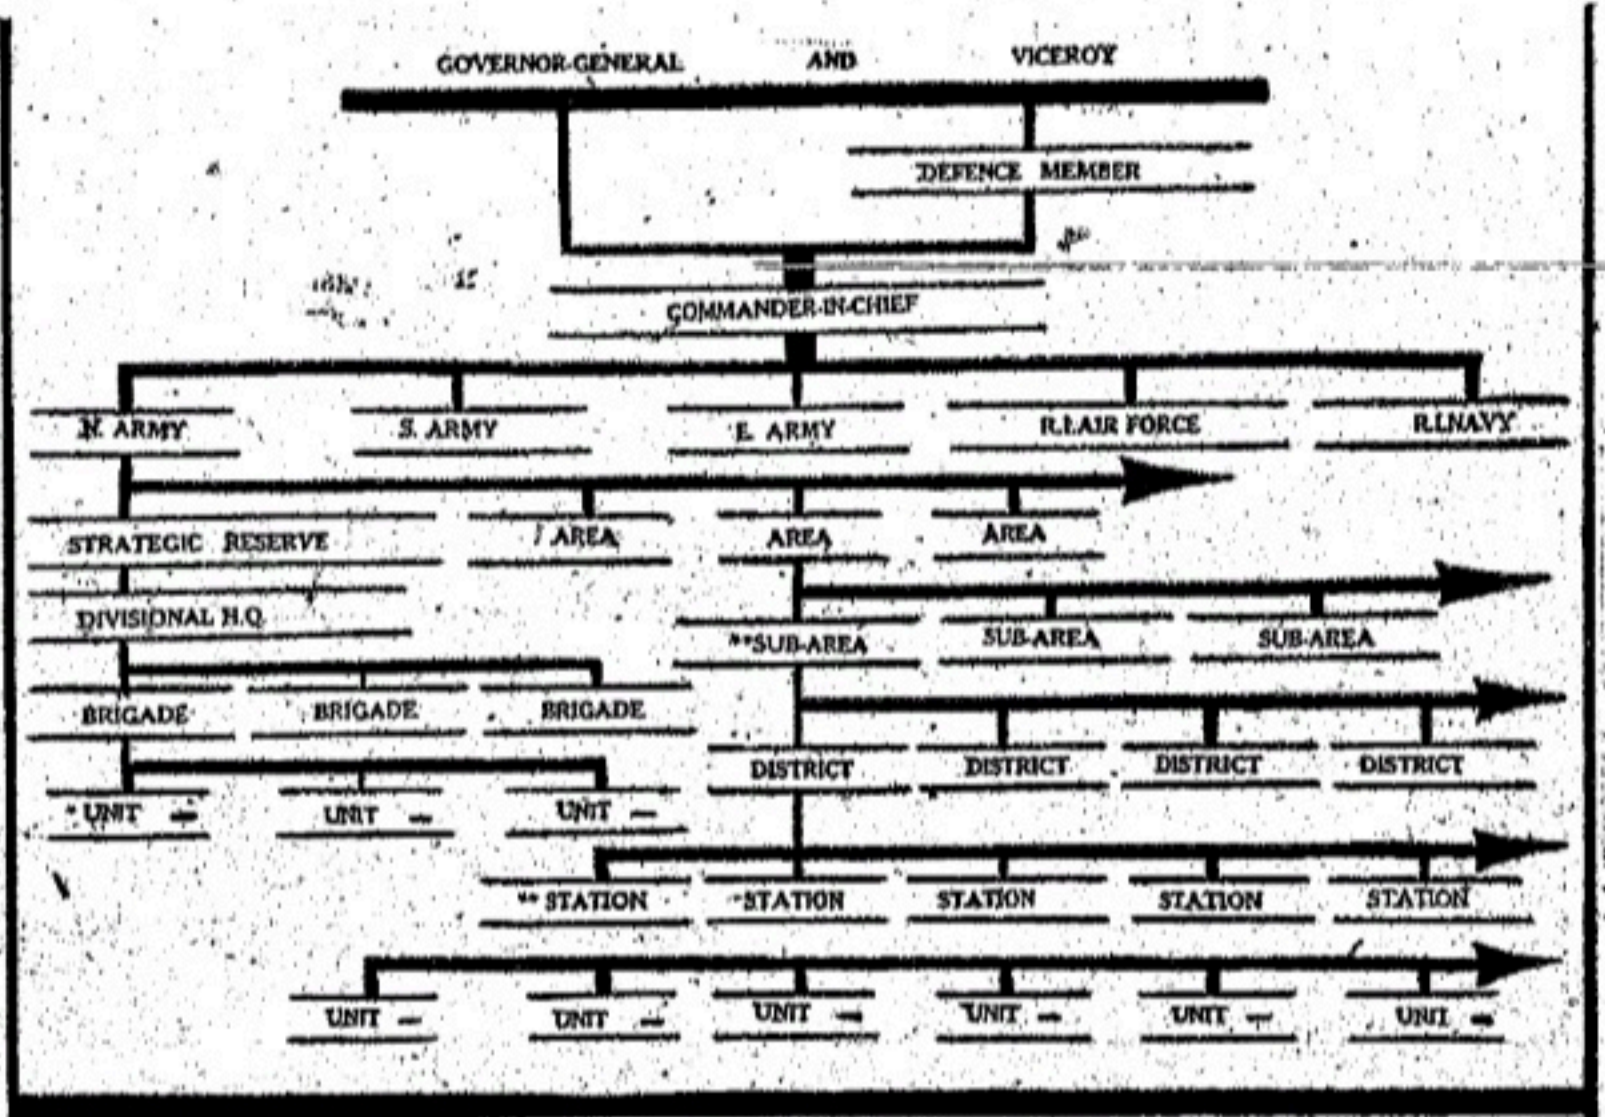 GOVERNOR-GENERAL AND VICEROY
DEFENCE MEMBER
COMMANDER-IN-CHIEF
N. ARMY S. ARMY E. ARMY R.I.AIR FORCE R.I.NAVY
STRATEGIC RESERVE AREA AREA AREA
DIVISIONAL H.Q.
**SUB-AREA SUB-AREA SUB-AREA
BRIGADE BRIGADE BRIGADE
DISTRICT DISTRICT DISTRICT DISTRICT
* UNIT — UNIT — UNIT —
** STATION STATION STATION STATION STATION
UNIT — UNIT — UNIT — UNIT — UNIT — UNIT —